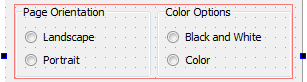 Page Orientation
Landscape
Portrait
Color Options
Black and White
Color